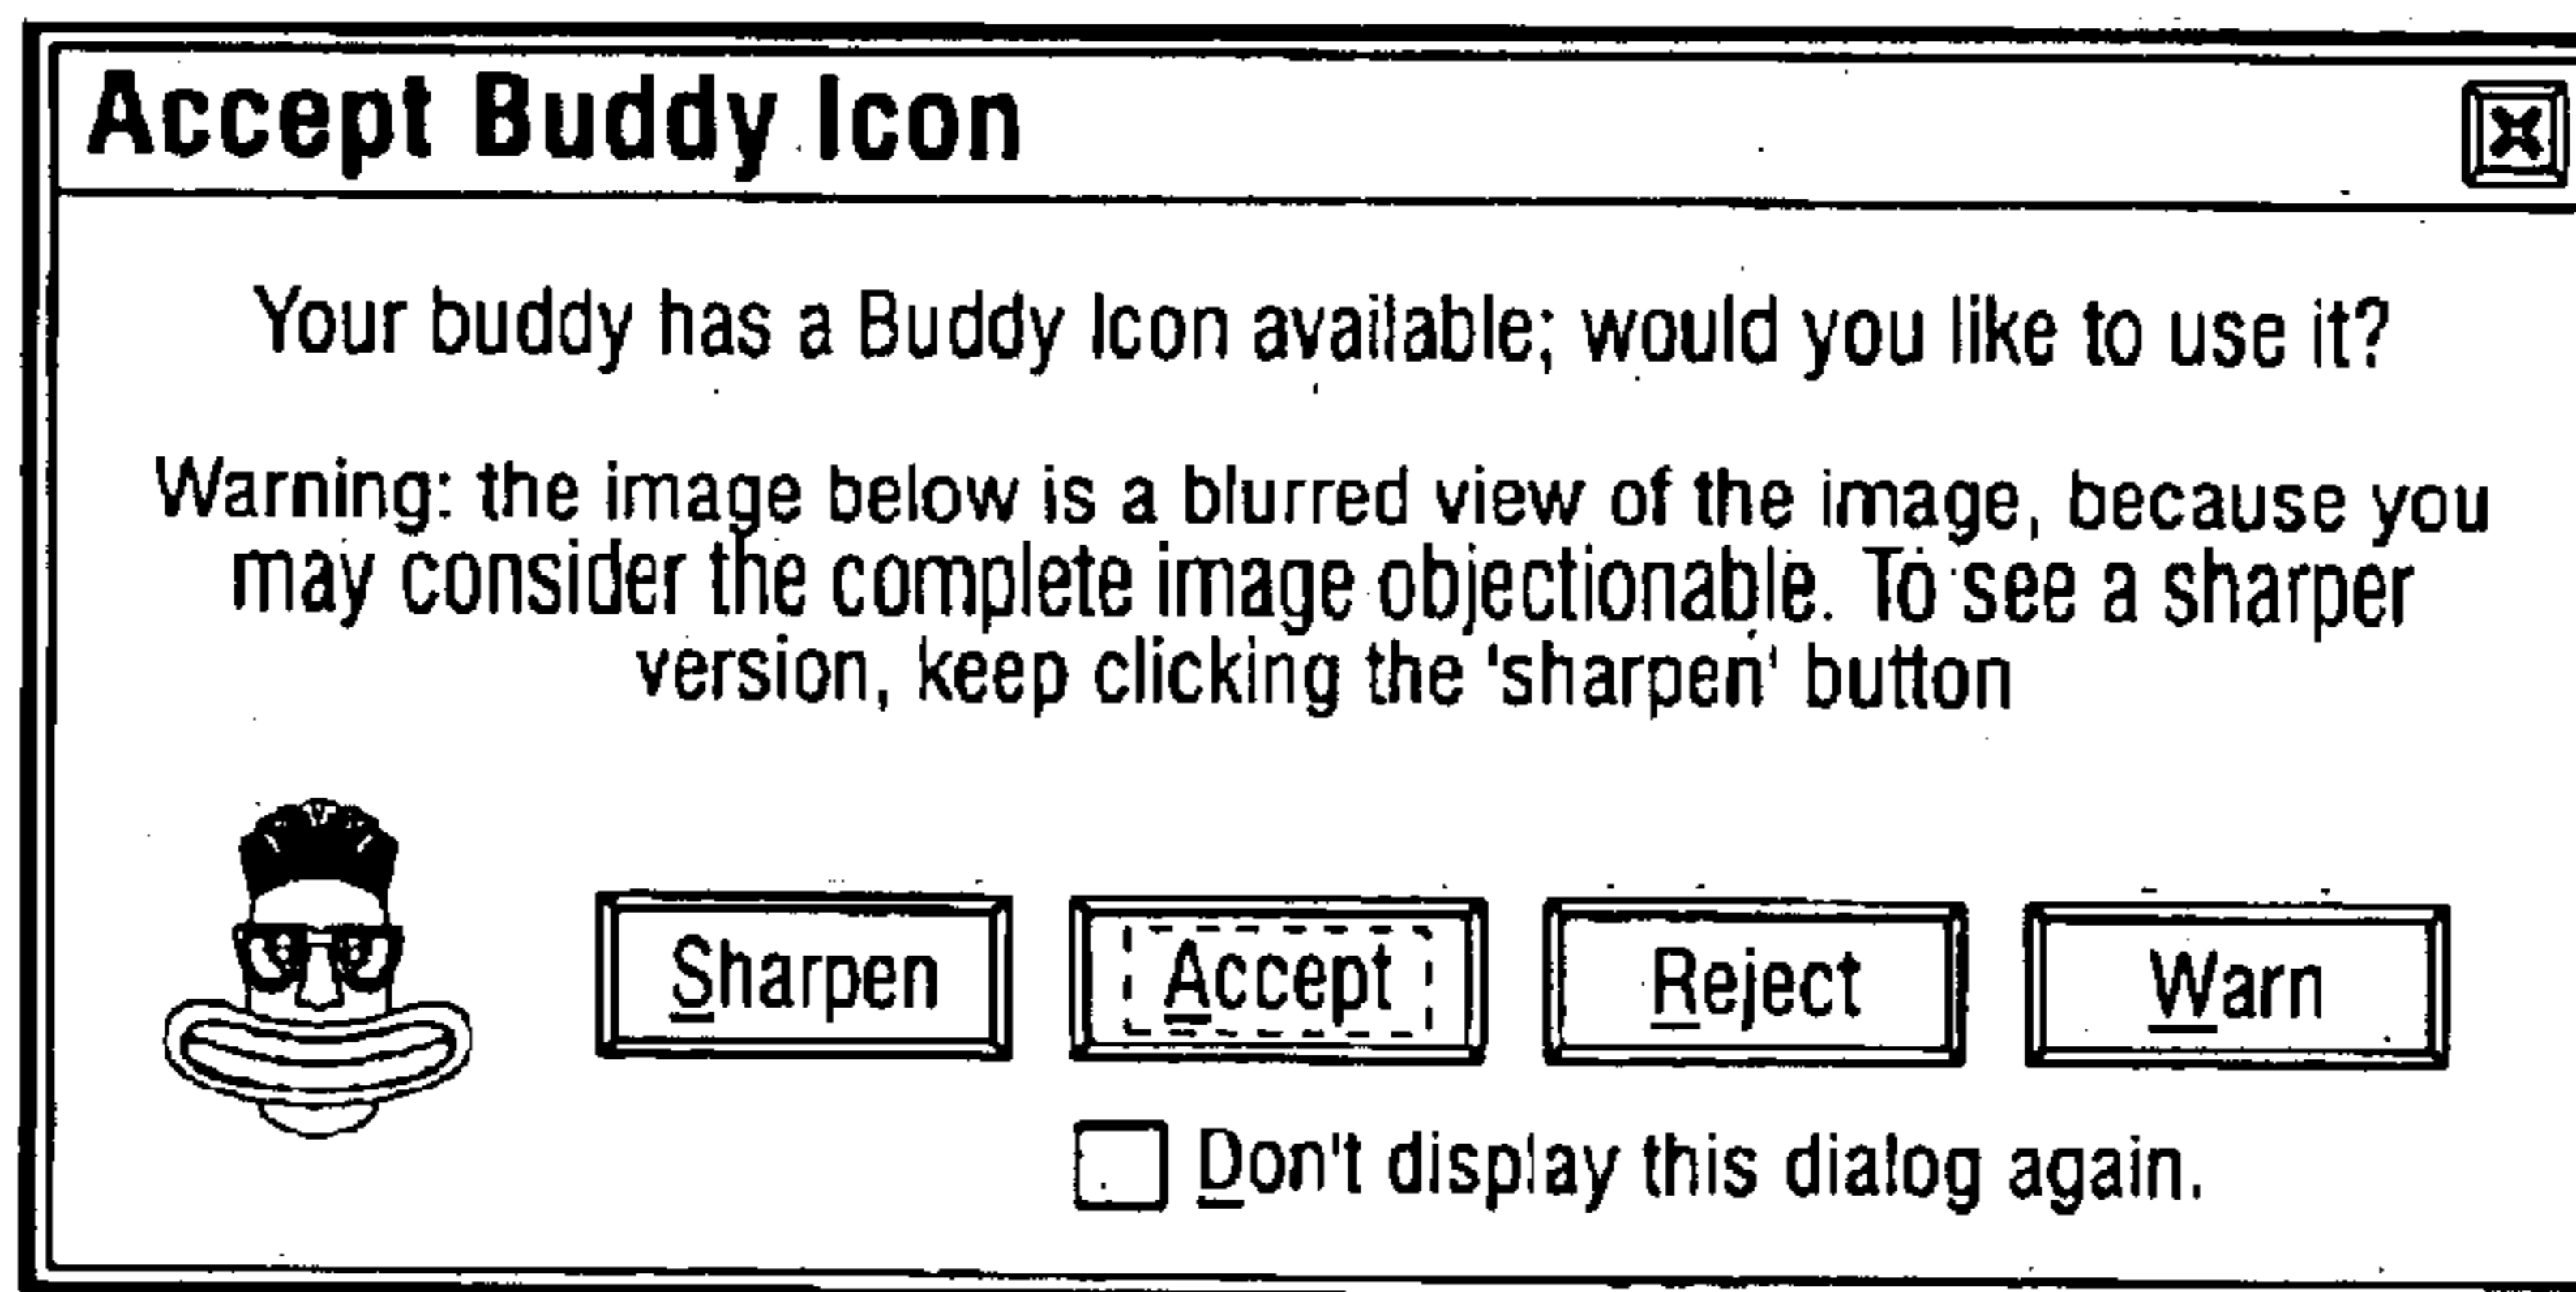 Accept Buddy Icon
Your buddy has a Buddy Icon available; would you like to use it?
Warning: the image below is a blurred view of the image, because you
may consider the complete image objectionable. To see a sharper
version, keep clicking the 'sharpen' button
Sharpen Accept Reject Warn
Don't display this dialog again.